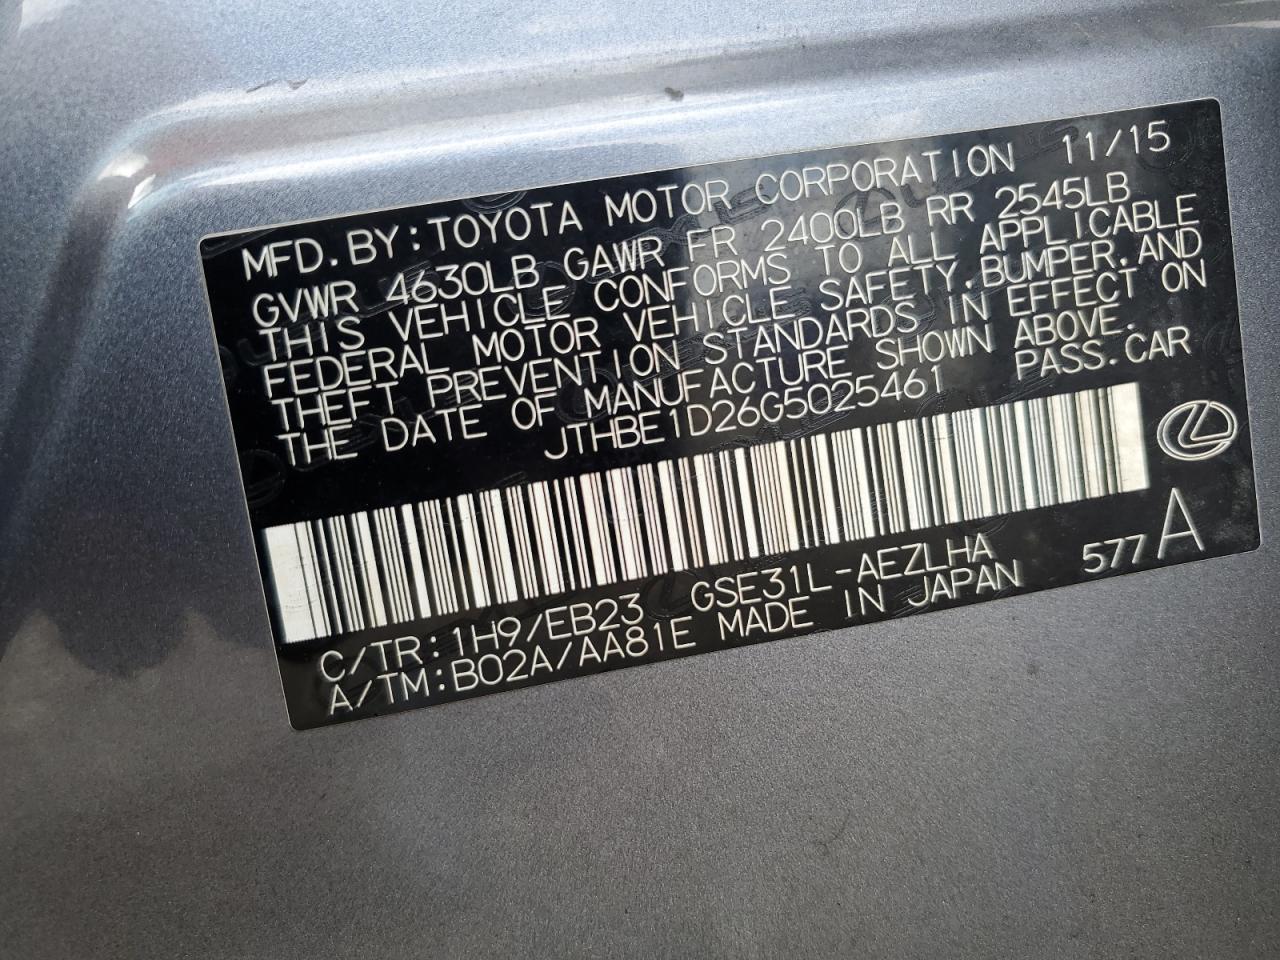 MFD.BY:TOYOTA MOTOR CORPORATION 11/15
GVWR 4630LB GAWR FR 2400LB RR 2545LB
THIS VEHICLE CONFORMS TO ALL APPLICABLE
FEDERAL MOTOR VEHICLE SAFETY,BUMPER,AND
THEFT PREVENTION STANDARDS IN EFFECT ON
THE DATE OF MANUFACTURE SHOWN ABOVE.
JTHBE1D26G5025461 PASS.CAR
C/TR:1H9/EB23 GSE31L-AEZLHA 577 A
A/TM:B02A/AA81E MADE IN JAPAN